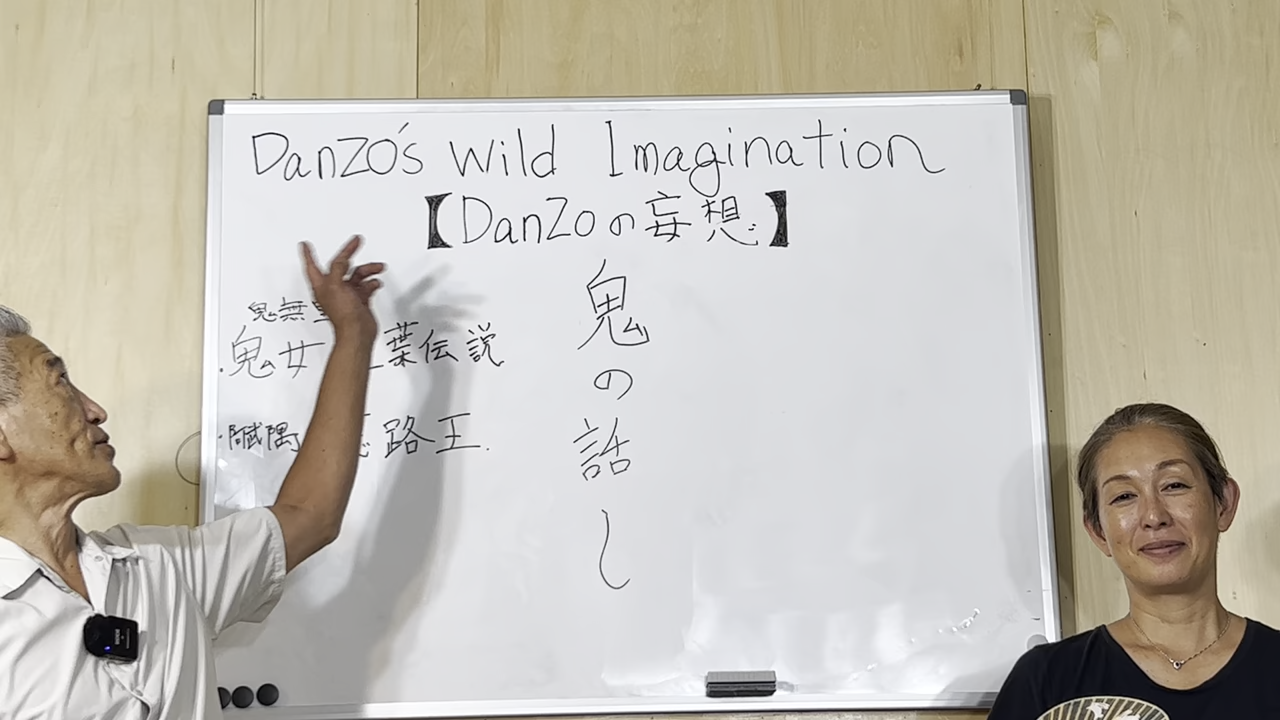 Danzo's Wild Imagination
【DanZoの妄想】
鬼の話し
鬼無里
・鬼女 葉伝説
路王.